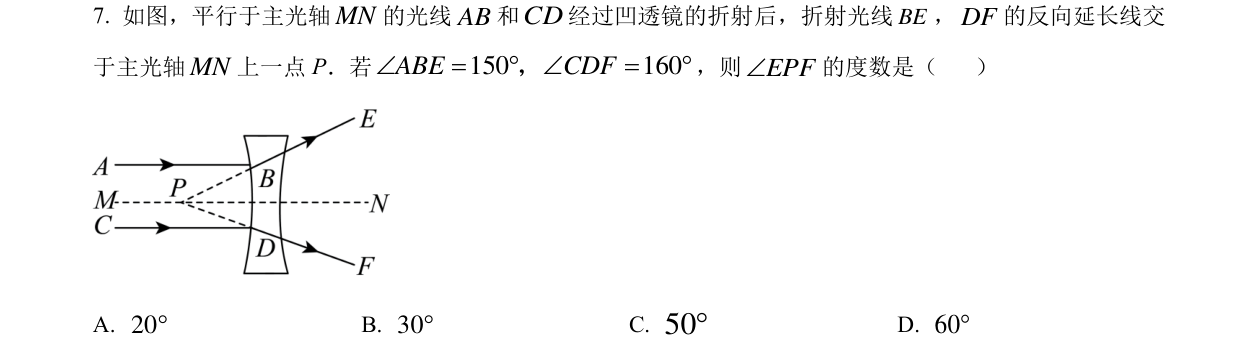 7. 如图，平行于主光轴 MN 的光线 AB 和 CD 经过凹透镜的折射后，折射光线 BE ， DF 的反向延长线交
于主光轴 MN 上一点 P．若 ∠ABE =150°，∠CDF =160°，则 ∠EPF 的度数是（  ）
E
A
P
B
M
N
C
D
F
A. 20° B. 30° C. 50° D. 60°